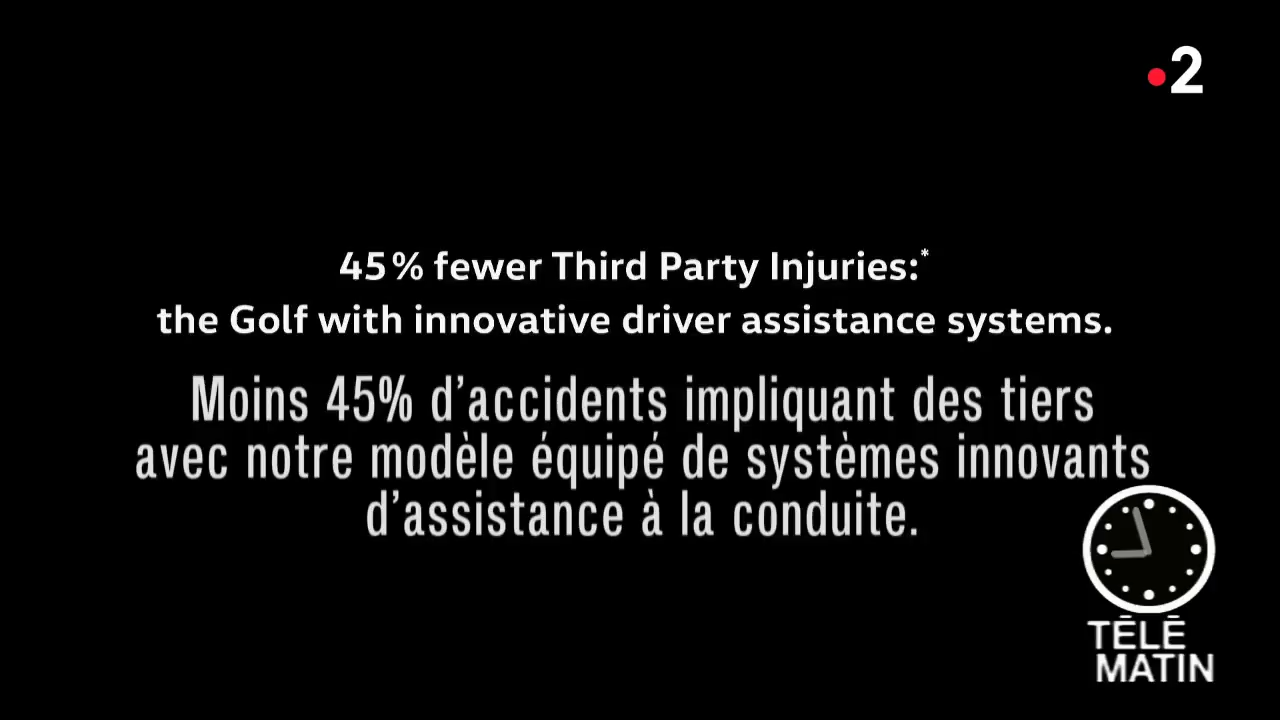 2
45% fewer Third Party Injuries:*
the Golf with innovative driver assistance systems.
Moins 45% d’accidents impliquant des tiers
avec notre modèle équipé de systèmes innovants
d’assistance à la conduite.
TÉLÉ
MATIN